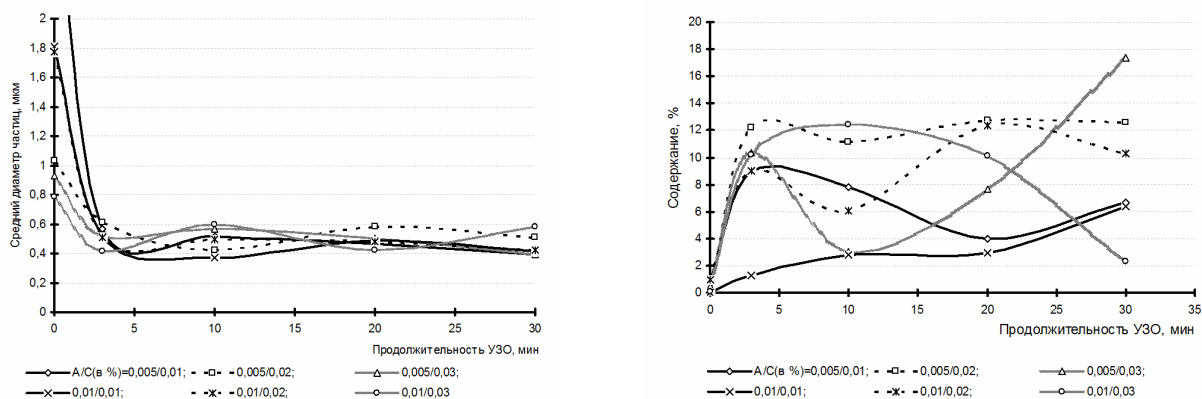 Средний диаметр частиц, мкм
2
1,8
1,6
1,4
1,2
1
0,8
0,6
0,4
0,2
0
0 5 10 15 20 25 30
Продолжительность УЗО, мин
А/С(в %)=0,005/0,01; 0,005/0,02; 0,005/0,03;
0,01/0,01; 0,01/0,02; 0,01/0,03
Содержание, %
20
18
16
14
12
10
8
6
4
2
0
0 5 10 15 20 25 30 35
Продолжительность УЗО, мин
А/С(в %)=0,005/0,01; 0,005/0,02; 0,005/0,03;
0,01/0,01; 0,01/0,02; 0,01/0,03